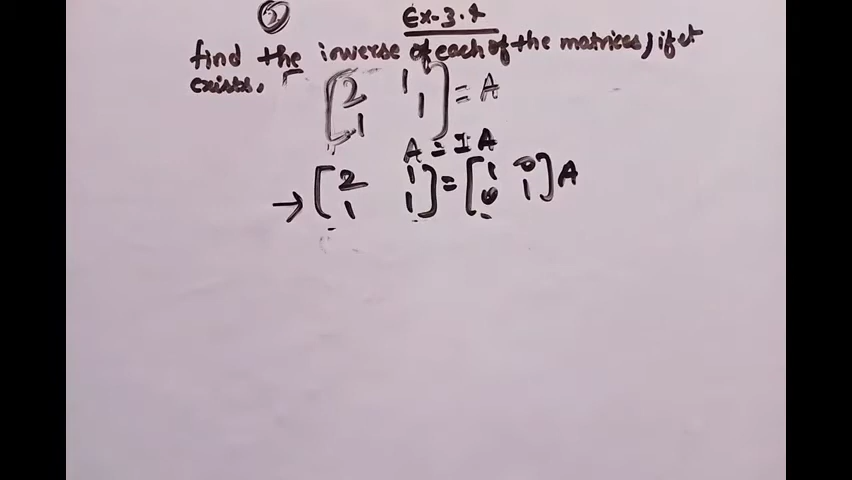 ②
Ex-3.4
find the inverse of each of the matrices, if it
exists.
[2 1
1 1] = A
A = IA
→ [2 1
1 1] = [1 0
0 1] A